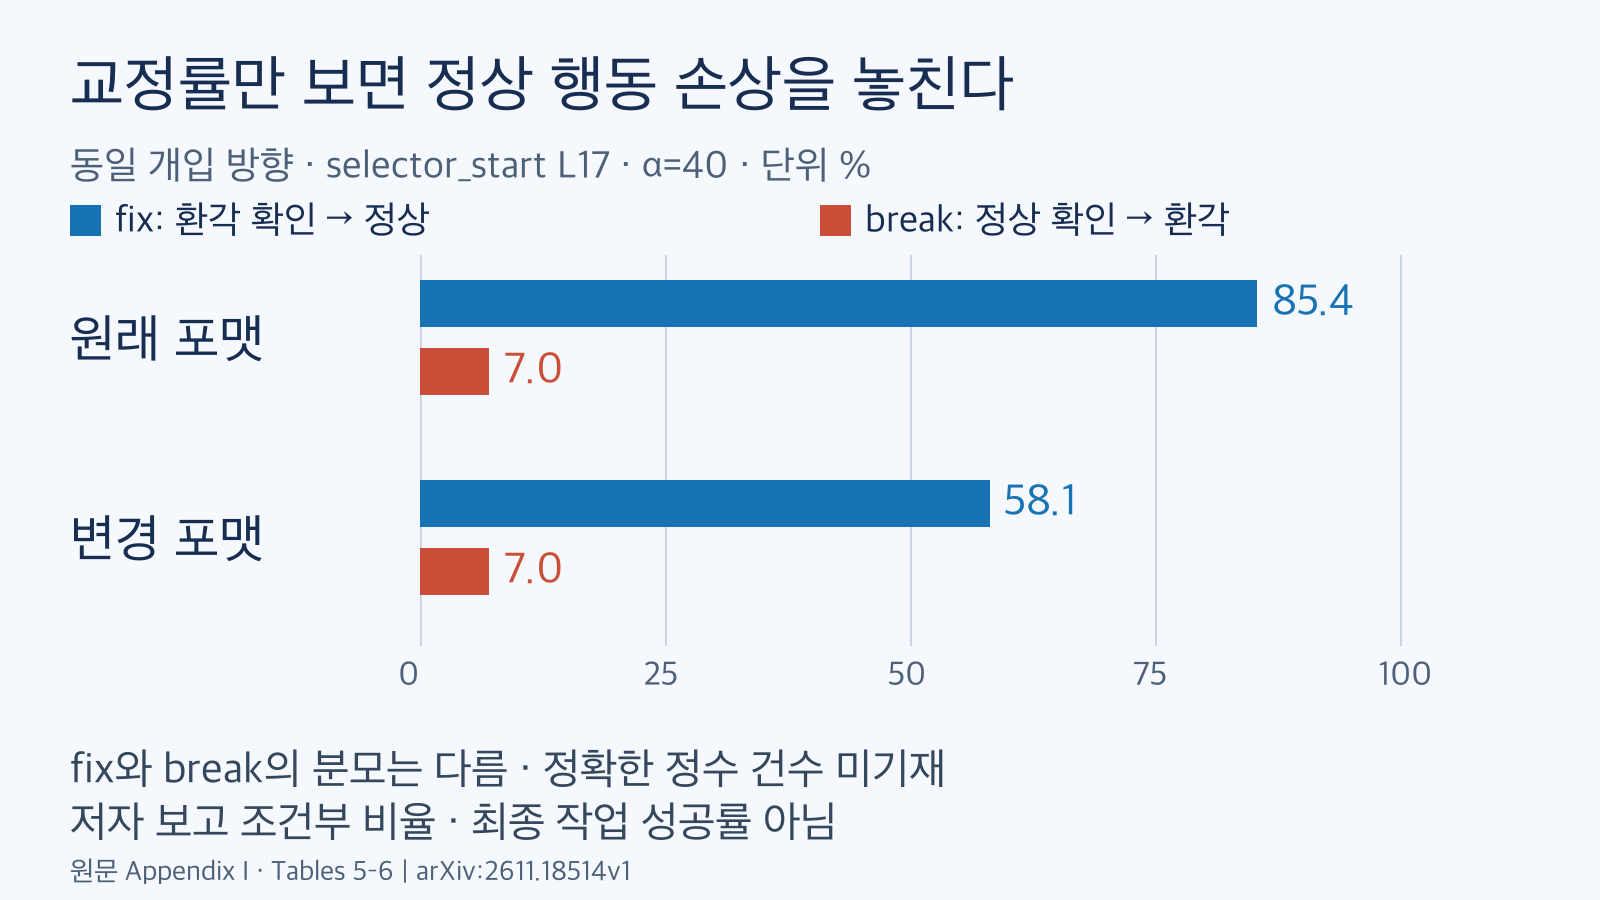 교정률만 보면 정상 행동 손상을 놓친다
동일 개입 방향 · selector_start L17 · α=40 · 단위 %
fix: 환각 확인 → 정상
break: 정상 확인 → 환각
원래 포맷
85.4
7.0
변경 포맷
58.1
7.0
0 25 50 75 100
fix와 break의 분모는 다름 · 정확한 정수 건수 미기재
저자 보고 조건부 비율 · 최종 작업 성공률 아님
원문 Appendix I · Tables 5-6 | arXiv:2611.18514v1